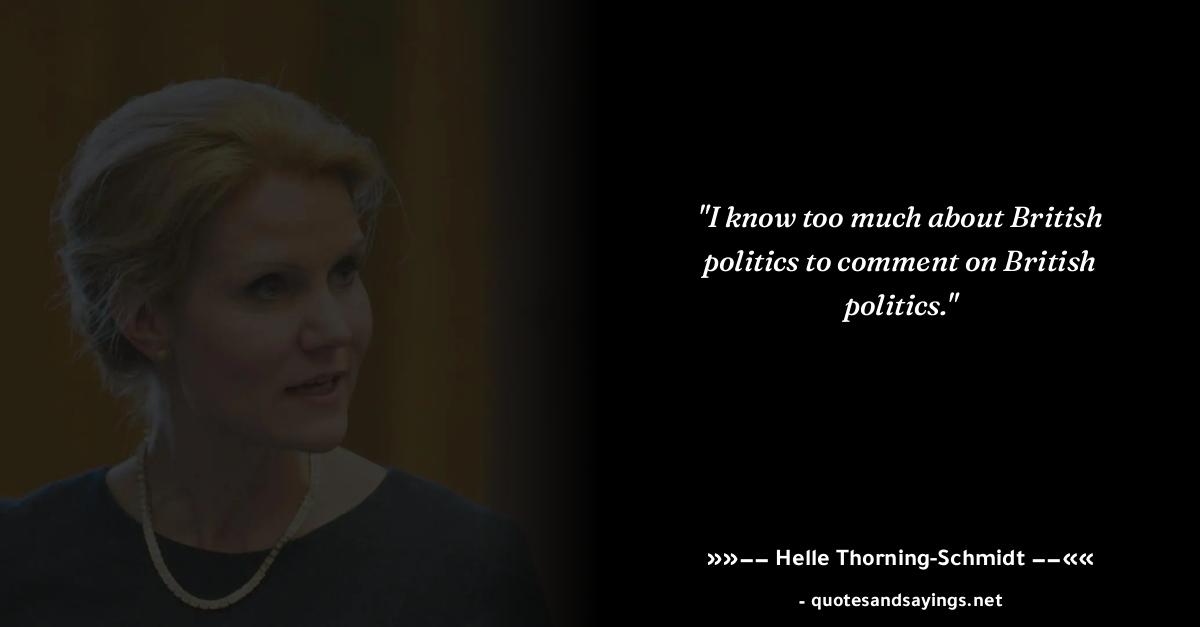 "I know too much about British
politics to comment on British
politics."
»»−− Helle Thorning-Schmidt −−««
- quotesandsayings.net